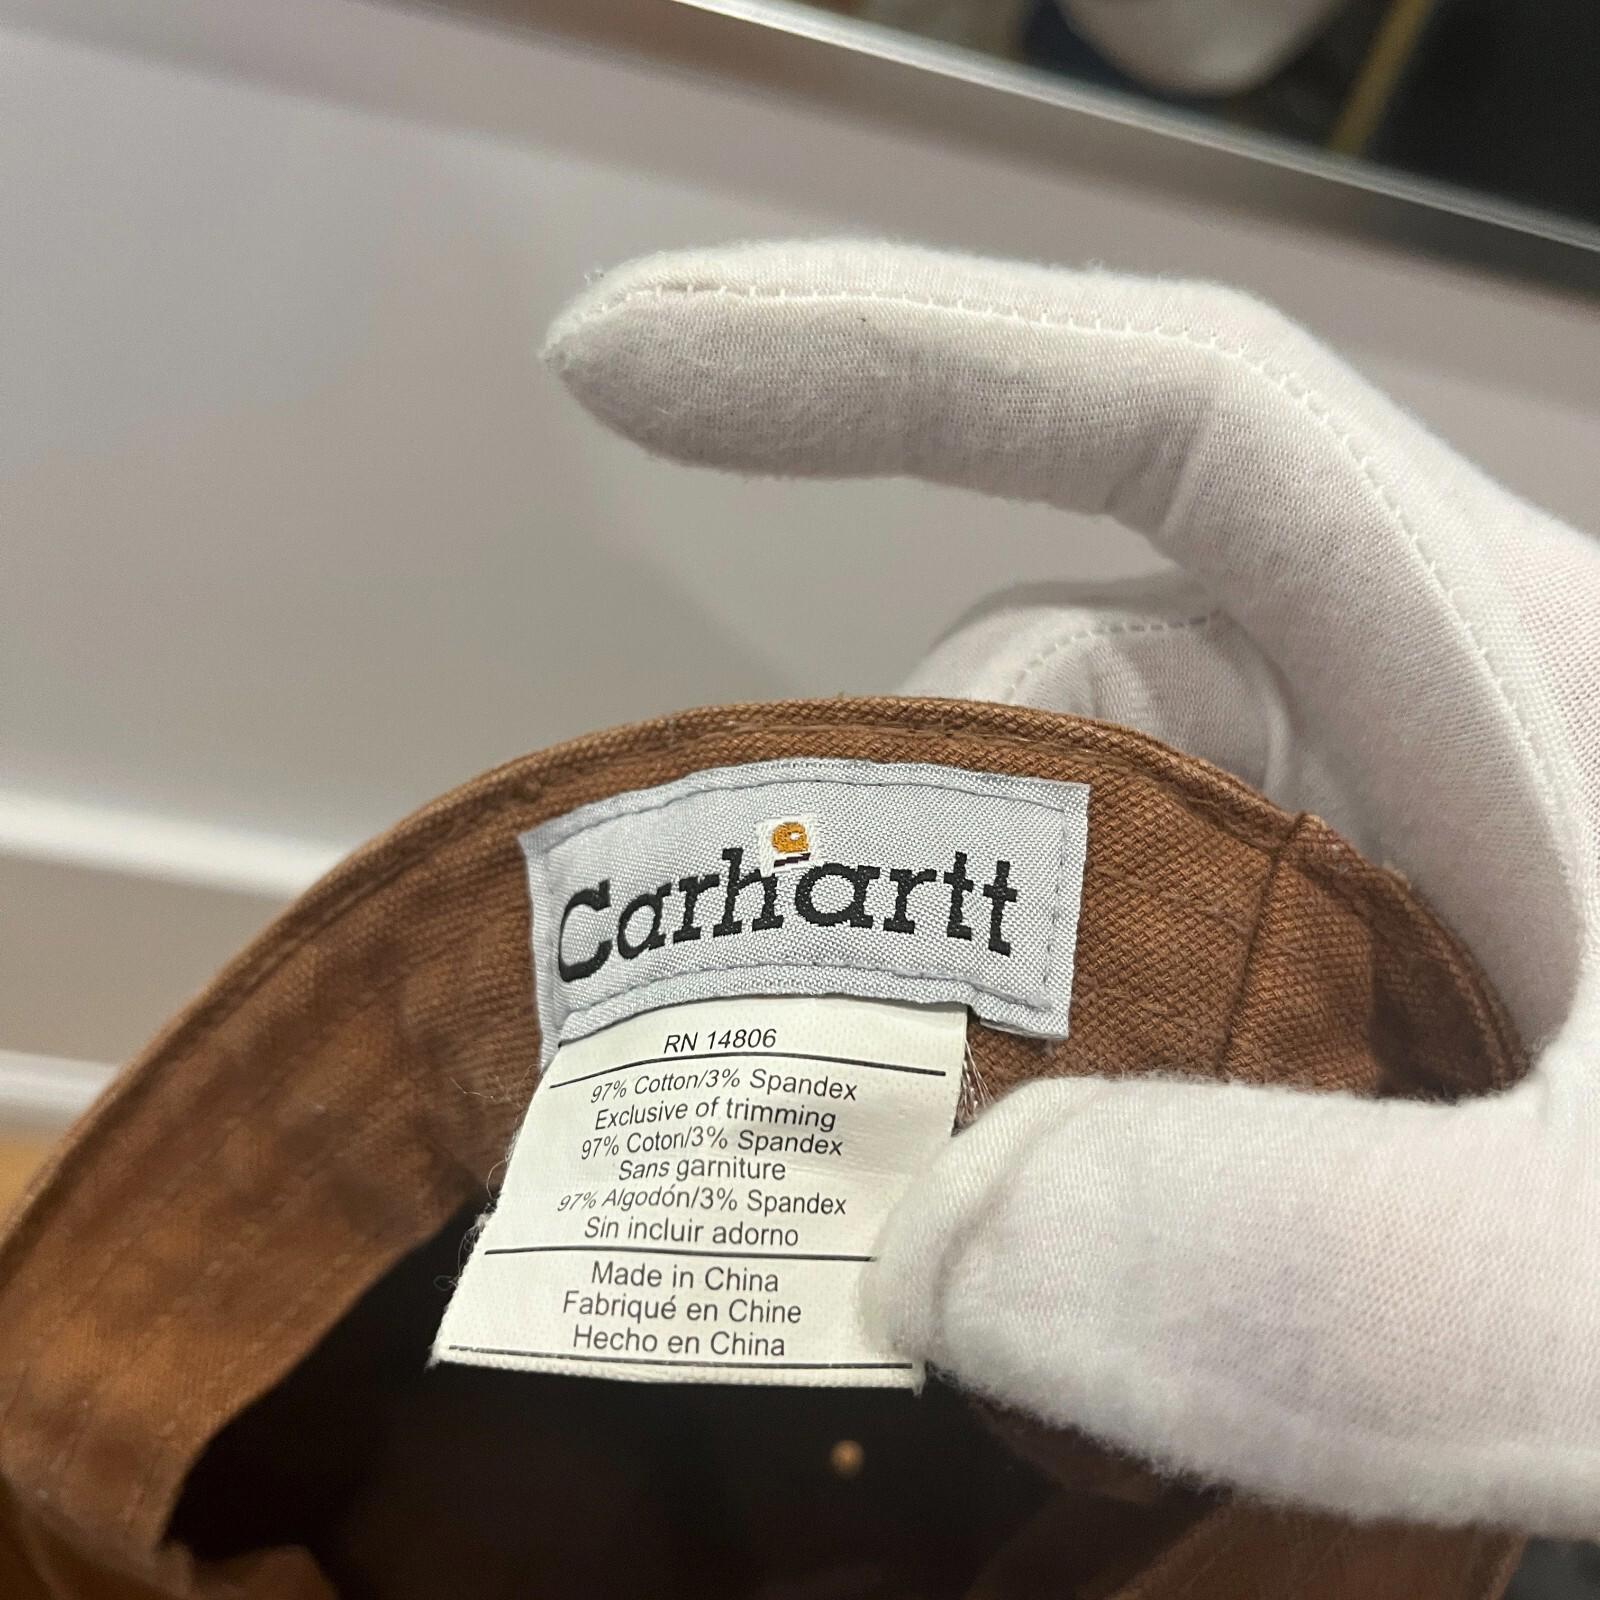 Carhartt
RN 14806
97% Cotton/3% Spandex
Exclusive of trimming
97% Coton/3% Spandex
Sans garniture
97% Algodón/3% Spandex
Sin incluir adorno
Made in China
Fabriqué en Chine
Hecho en China